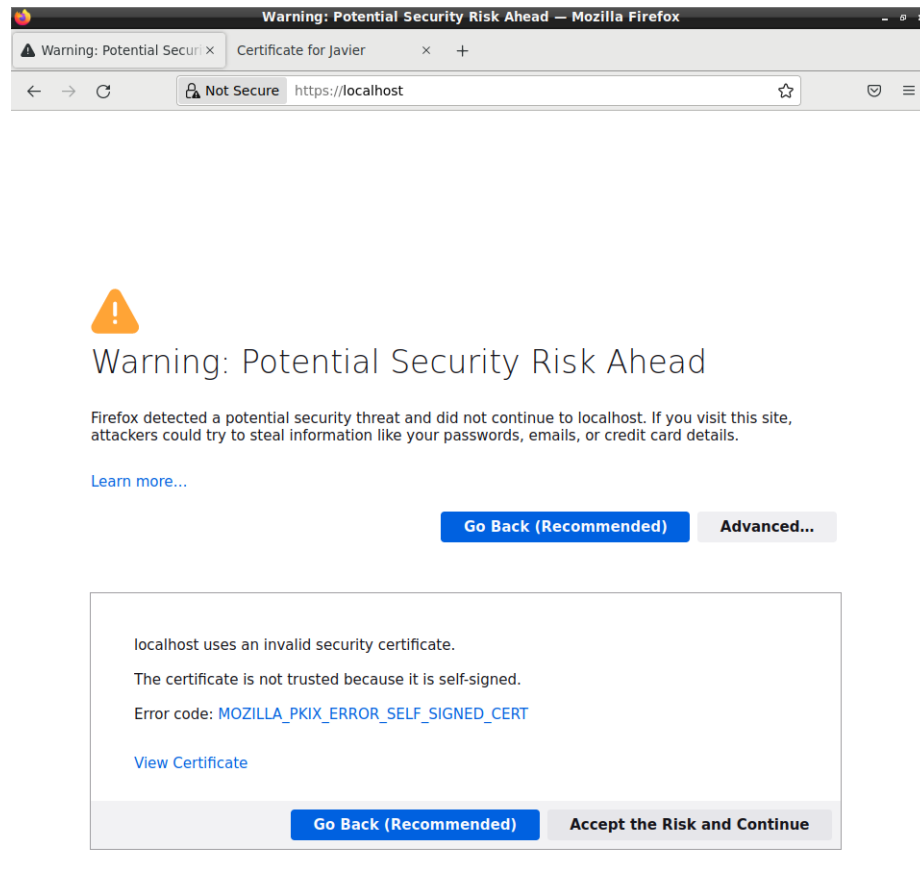 Warning: Potential Security Risk Ahead — Mozilla Firefox
Warning: Potential Securi
Certificate for Javier
Not Secure https://localhost
Warning: Potential Security Risk Ahead
Firefox detected a potential security threat and did not continue to localhost. If you visit this site,
attackers could try to steal information like your passwords, emails, or credit card details.
Learn more…
Go Back (Recommended) Advanced...
localhost uses an invalid security certificate.
The certificate is not trusted because it is self-signed.
Error code: MOZILLA_PKIX_ERROR_SELF_SIGNED_CERT
View Certificate
Go Back (Recommended) Accept the Risk and Continue